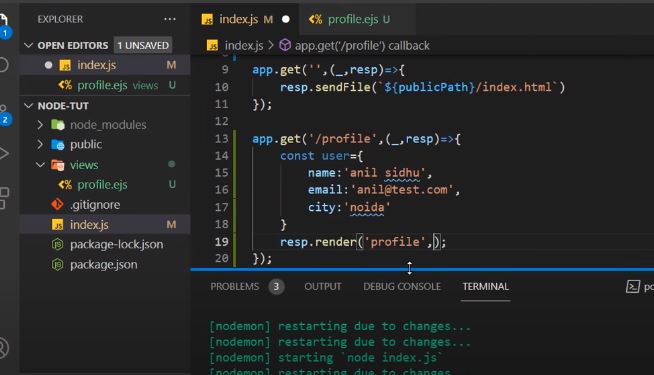 EXPLORER
OPEN EDITORS 1 UNSAVED
index.js M
profile.ejs views U
NODE-TUT
node_modules
public
views
profile.ejs U
.gitignore
index.js M
package-lock.json
package.json
1
2
index.js M
profile.ejs U
index.js > app.get('/profile') callback
9 app.get('',(_,resp)=>{
10 resp.sendFile(`${publicPath}/index.html`)
11 });
12
13 app.get('/profile',(_,resp)=>{
14 const user={
15 name:'anil sidhu',
16 email:'anil@test.com',
17 city:'noida'
18 }
19 resp.render('profile',);
20 });
PROBLEMS 3 OUTPUT DEBUG CONSOLE TERMINAL
[nodemon] restarting due to changes...
[nodemon] restarting due to changes...
[nodemon] starting `node index.js`
[nodemon] restarting due to changes...